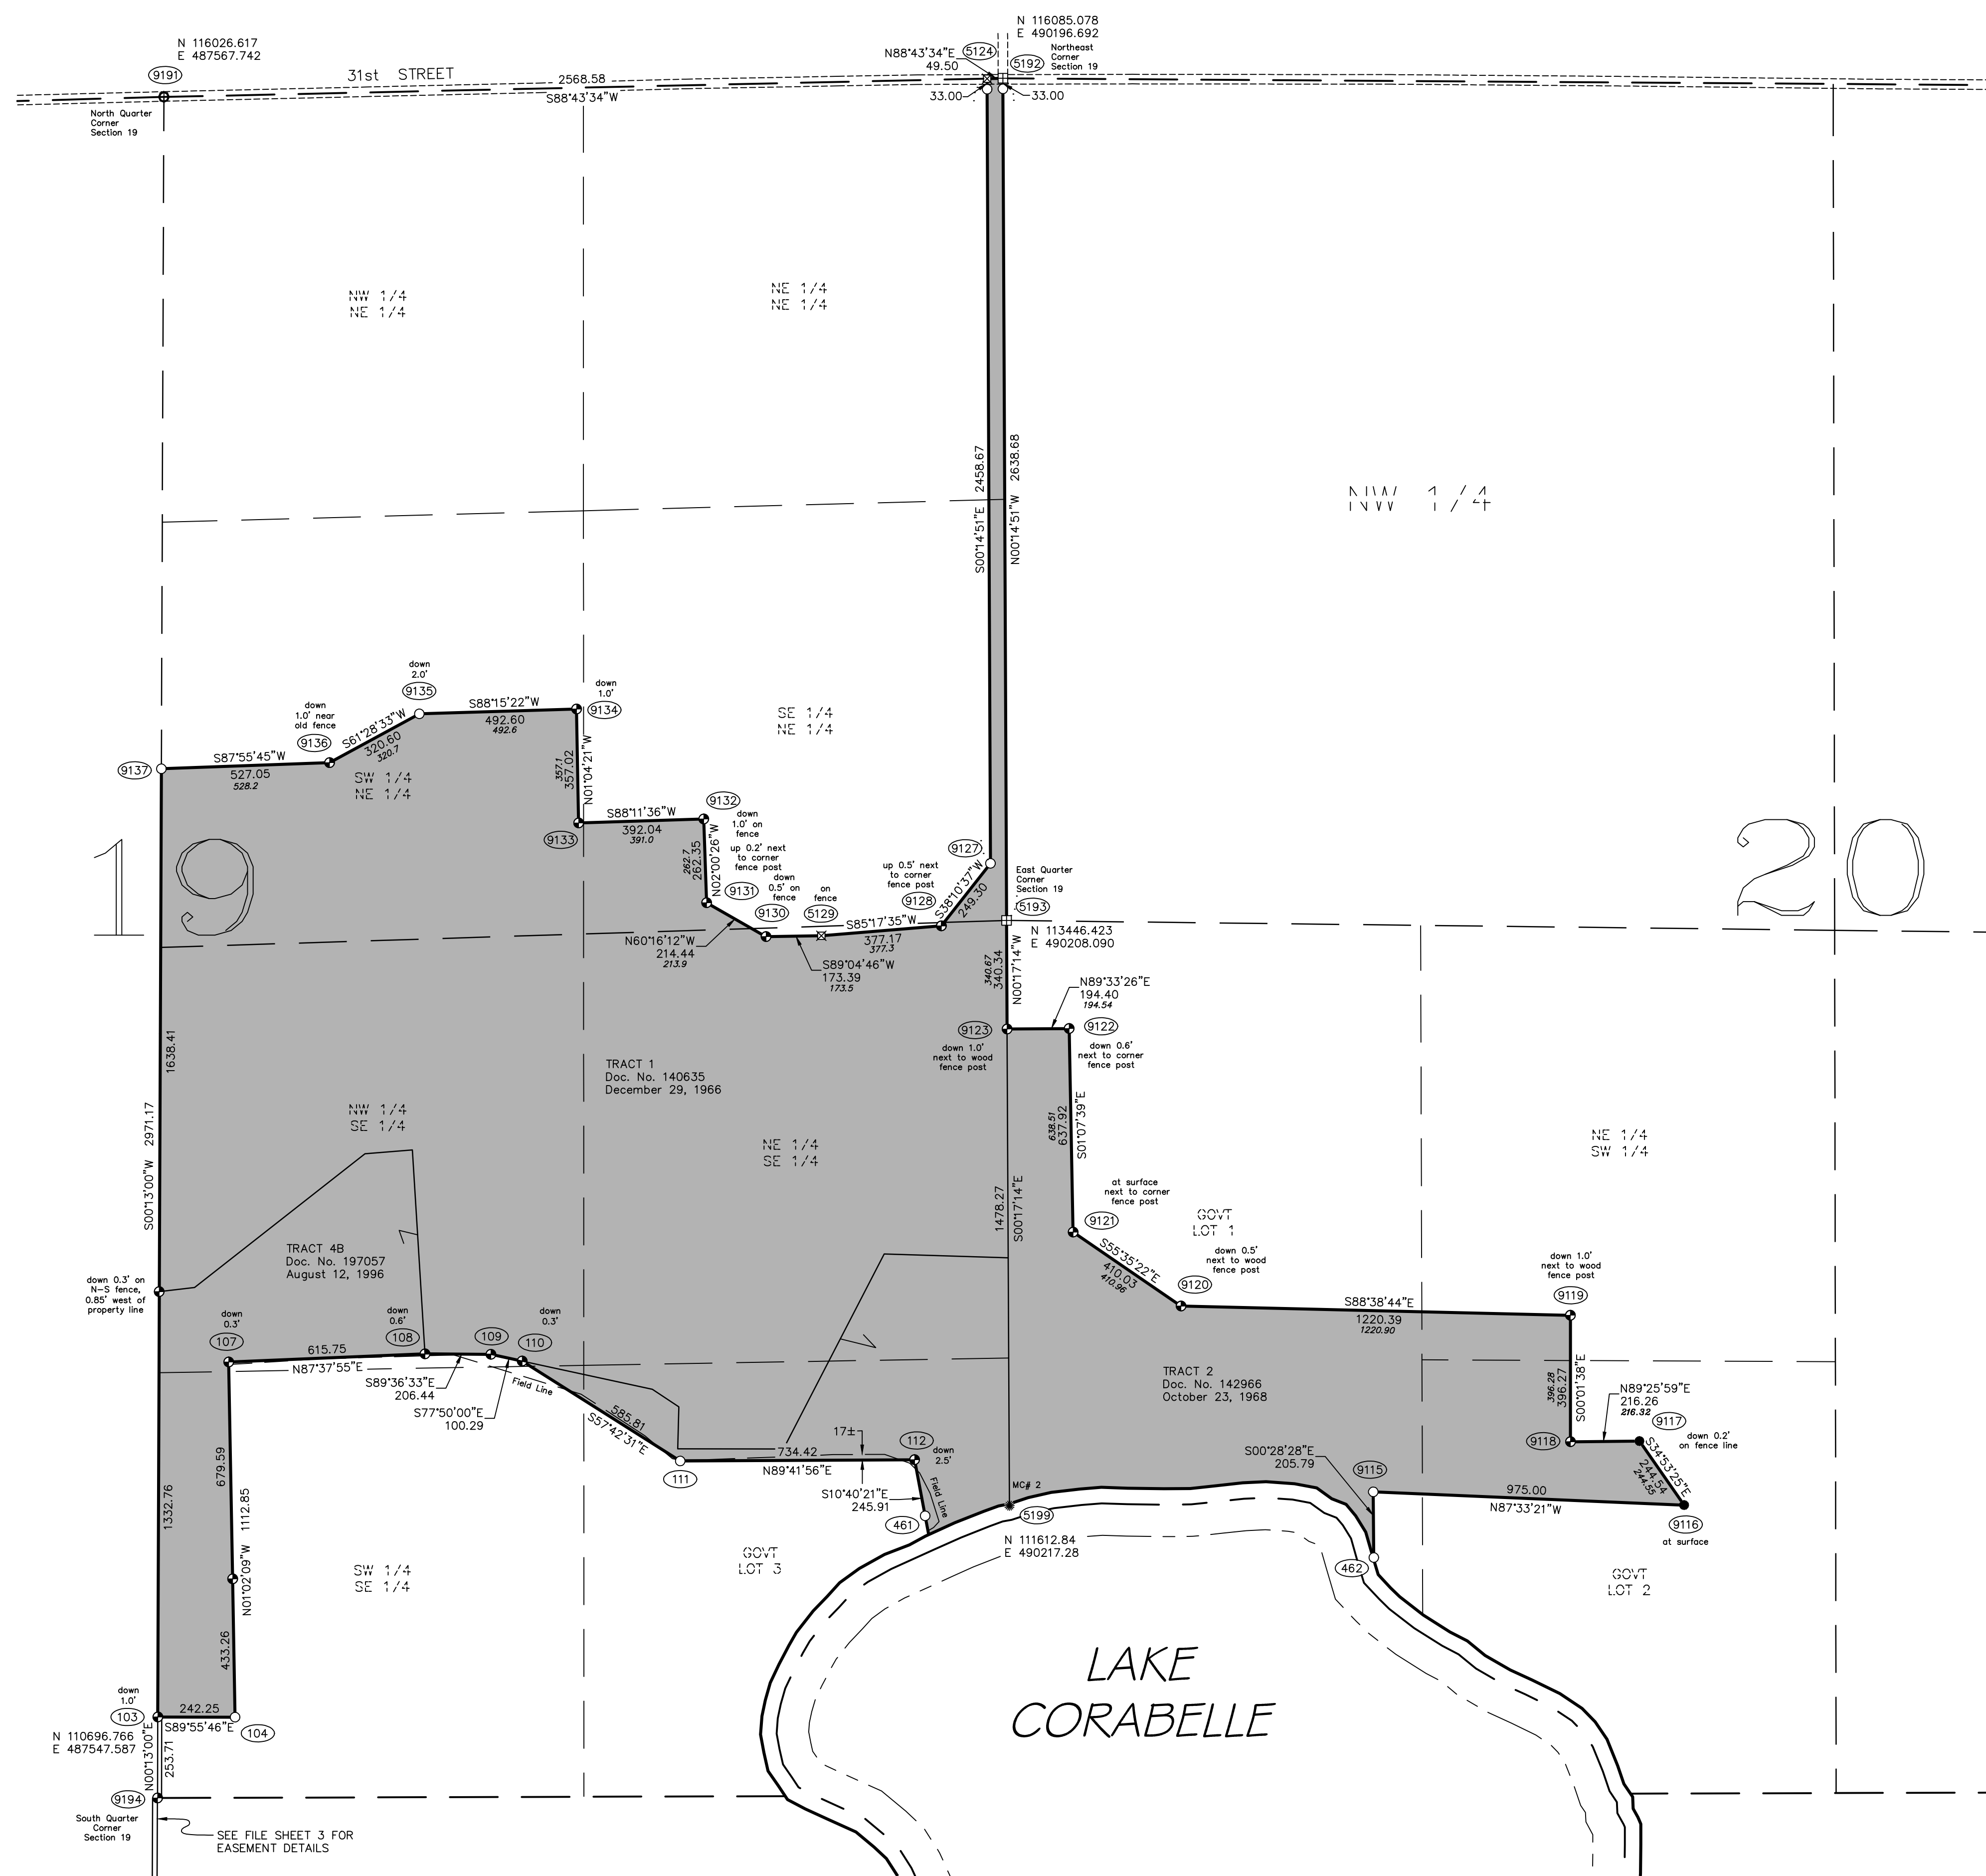 N 116026.617
E 487567.742
9191
31st STREET
2568.58
S88°43'34"W
North Quarter
Corner
Section 19
N88°43'34"E
49.50
5124
N 116085.078
E 490196.692
5192
Northeast
Corner
Section 19
33.00
33.00
NW 1/4
NE 1/4
NE 1/4
NE 1/4
S00°14'51"E 2458.67
N00°14'51"W 2638.68
NW 1/4
down
2.0'
9135
S88°15'22"W
492.60
492.6
down
1.0'
9134
down
1.0' near
old fence
9136
S61°28'33"W
320.60
320.7
9137
S87°55'45"W
527.05
528.2
SW 1/4
NE 1/4
SE 1/4
NE 1/4
357.1
357.02
N01°04'21"W
9133
S88°11'36"W
392.04
391.0
9132
down
1.0' on
fence
262.7
262.35
N02°00'26"W
up 0.2' next
to corner
fence post
9131
down
0.5' on
fence
9130
on
fence
5129
up 0.5' next
to corner
fence post
9128
9127
S38°10'37"W
249.30
S85°17'35"W
377.17
377.3
N60°16'12"W
214.44
213.9
S89°04'46"W
173.39
173.5
19
20
East Quarter
Corner
Section 19
5193
N 113446.423
E 490208.090
340.67
340.34
N00°17'14"W
N89°33'26"E
194.40
194.54
9123
down 1.0'
next to wood
fence post
9122
down 0.6'
next to corner
fence post
1638.41
S00°13'00"W 2971.17
TRACT 1
Doc. No. 140635
December 29, 1966
NW 1/4
SE 1/4
NE 1/4
SE 1/4
638.51
637.92
S01°07'39"E
NE 1/4
SW 1/4
1478.27
S00°17'14"E
at surface
next to corner
fence post
9121
GOVT
LOT 1
S55°35'22"E
410.03
410.96
down 0.5'
next to wood
fence post
9120
S88°38'44"E
1220.39
1220.90
down 1.0'
next to wood
fence post
9119
TRACT 4B
Doc. No. 197057
August 12, 1996
Z
Z
down 0.3' on
N-S fence,
0.85' west of
property line
down
0.3'
107
down
0.6'
108
109
110
down
0.3'
615.75
N87°37'55"E
S89°36'33"E
206.44
Field Line
S77°50'00"E
100.29
585.81
S57°42'31"E
TRACT 2
Doc. No. 142966
October 23, 1968
396.28
396.27
S00°01'38"E
N89°25'59"E
216.26
216.32
9117
down 0.2'
on fence line
9118
S34°53'25"E
244.54
244.55
17±
734.42
N89°41'56"E
111
112
down
2.5'
Field Line
S10°40'21"E
245.91
461
MC# 2
5199
N 111612.84
E 490217.28
S00°28'28"E
205.79
9115
975.00
N87°33'21"W
9116
at surface
462
1332.76
679.59
N01°02'09"W 1112.85
433.26
SW 1/4
SE 1/4
GOVT
LOT 3
GOVT
LOT 2
LAKE
CORABELLE
down
1.0'
103
242.25
S89°55'46"E
104
N 110696.766
E 487547.587
N00°13'00"E
253.71
9194
South Quarter
Corner
Section 19
SEE FILE SHEET 3 FOR
EASEMENT DETAILS